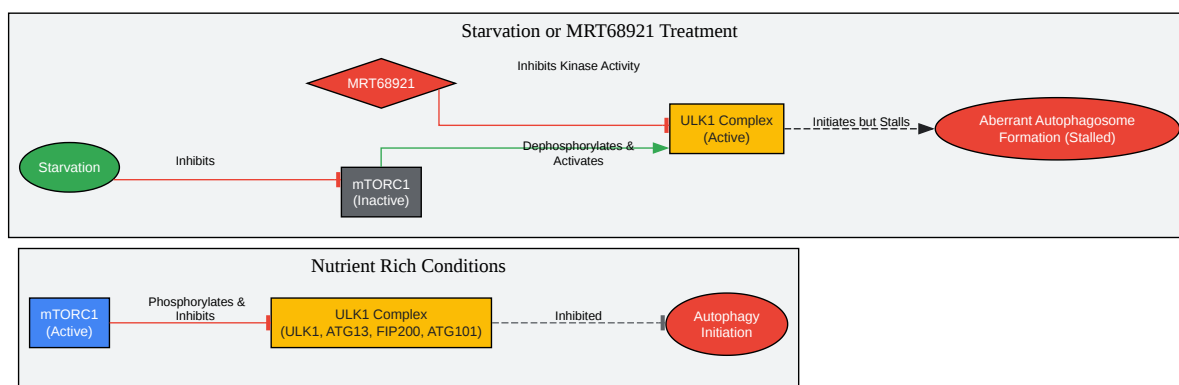 Starvation or MRT68921 Treatment
MRT68921
Inhibits Kinase Activity
ULK1 Complex
(Active)
Initiates but Stalls
Aberrant Autophagosome
Formation (Stalled)
Starvation
Inhibits
Dephosphorylates &
Activates
mTORC1
(Inactive)
Nutrient Rich Conditions
mTORC1
(Active)
Phosphorylates &
Inhibits
ULK1 Complex
(ULK1, ATG13, FIP200, ATG101)
Inhibited
Autophagy
Initiation